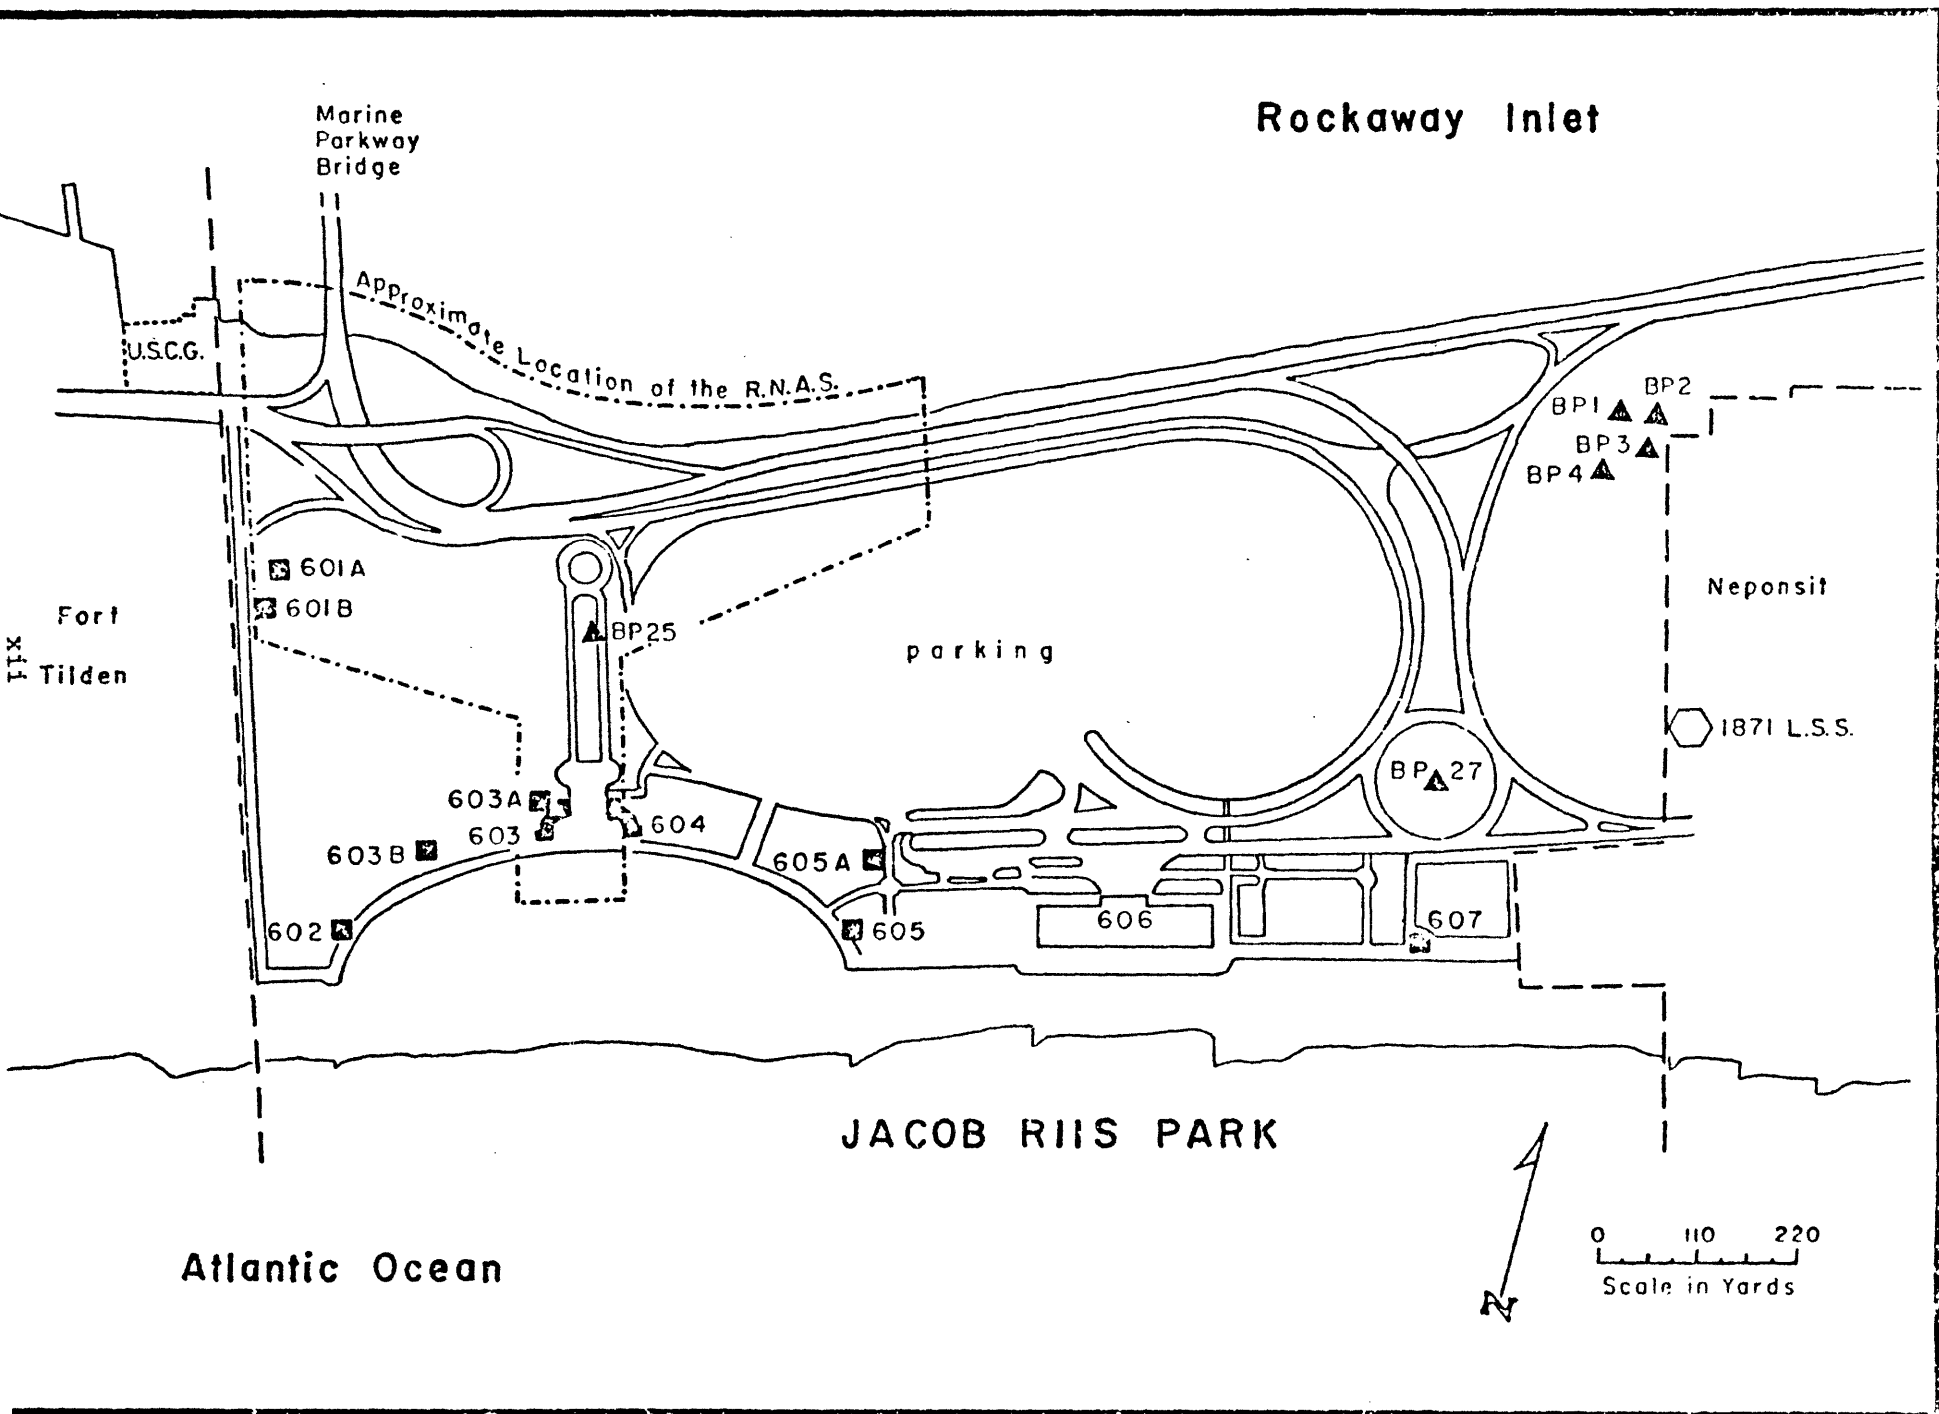 Marine
Parkway
Bridge
Rockaway Inlet
Approximate Location of the R.N.A.S.
U.S.C.G.
BP1
BP2
BP3
BP4
601A
601B
Fort
Tilden
xii
BP25
parking
Neponsit
1871 L.S.S.
BP 27
603A
603
604
603B
605A
602
605
606
607
JACOB RIIS PARK
Atlantic Ocean
N
0 110 220
Scale in Yards